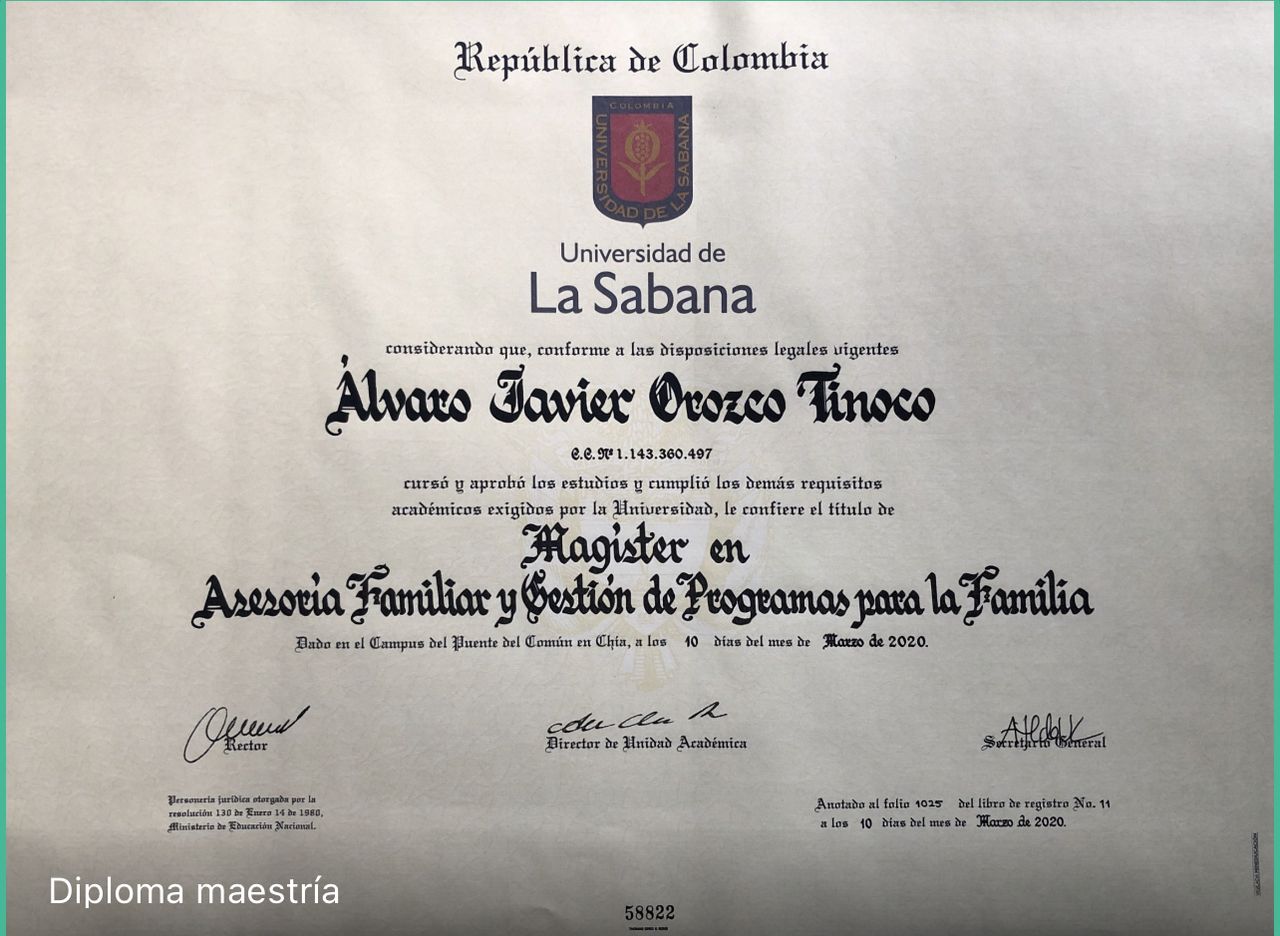 República de Colombia
COLOMBIA
UNIVERSIDAD DE LA SABANA
Universidad de
La Sabana
considerando que, conforme a las disposiciones legales vigentes
Álvaro Javier Orozco Tinoco
C.C. Nº 1.143.360.497
cursó y aprobó los estudios y cumplió los demás requisitos
académicos exigidos por la Universidad, le confiere el título de
Magíster en
Asesoría Familiar y Gestión de Programas para la Familia
Dado en el Campus del Puente del Común en Chía, a los 10 días del mes de Marzo de 2020.
Rector
Director de Unidad Académica
Secretario General
Personería jurídica otorgada por la
resolución 130 de Enero 14 de 1980,
Ministerio de Educación Nacional.
Anotado al folio 1025 del libro de registro No. 11
a los 10 días del mes de Marzo de 2020.
Diploma maestría
58822